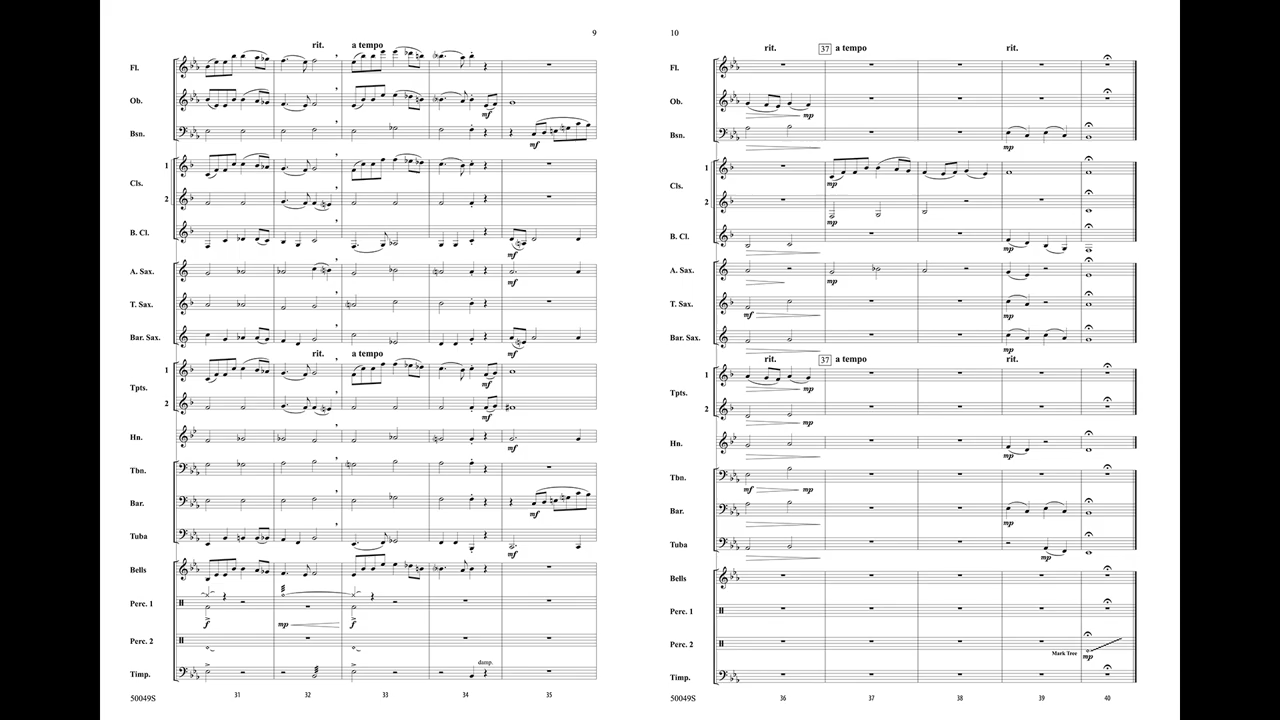 9
rit. a tempo
Fl.
Ob.
mf
Bsn.
mf
1
Cls.
2
B. Cl.
mf
A. Sax.
mf
T. Sax.
Bar. Sax.
mf
rit. a tempo
1
mf
Tpts.
2
mf
Hn.
mf
Tbn.
Bar.
mf
Tuba
mf
Bells
Perc. 1
f mp f
Perc. 2
damp.
Timp.
50049S 31 32 33 34 35
10
rit. 37 a tempo rit.
Fl.
Ob.
mp
Bsn.
mp
1
mp
Cls.
2
mp
B. Cl.
mp
A. Sax.
mp mp
T. Sax.
mf mp
Bar. Sax.
mp
rit. 37 a tempo rit.
1
mp
Tpts.
2
mp
Hn.
mp
Tbn.
mf mp
Bar.
mp
Tuba
mp
Bells
Perc. 1
Perc. 2
Mark Tree mp
Timp.
50049S 36 37 38 39 40